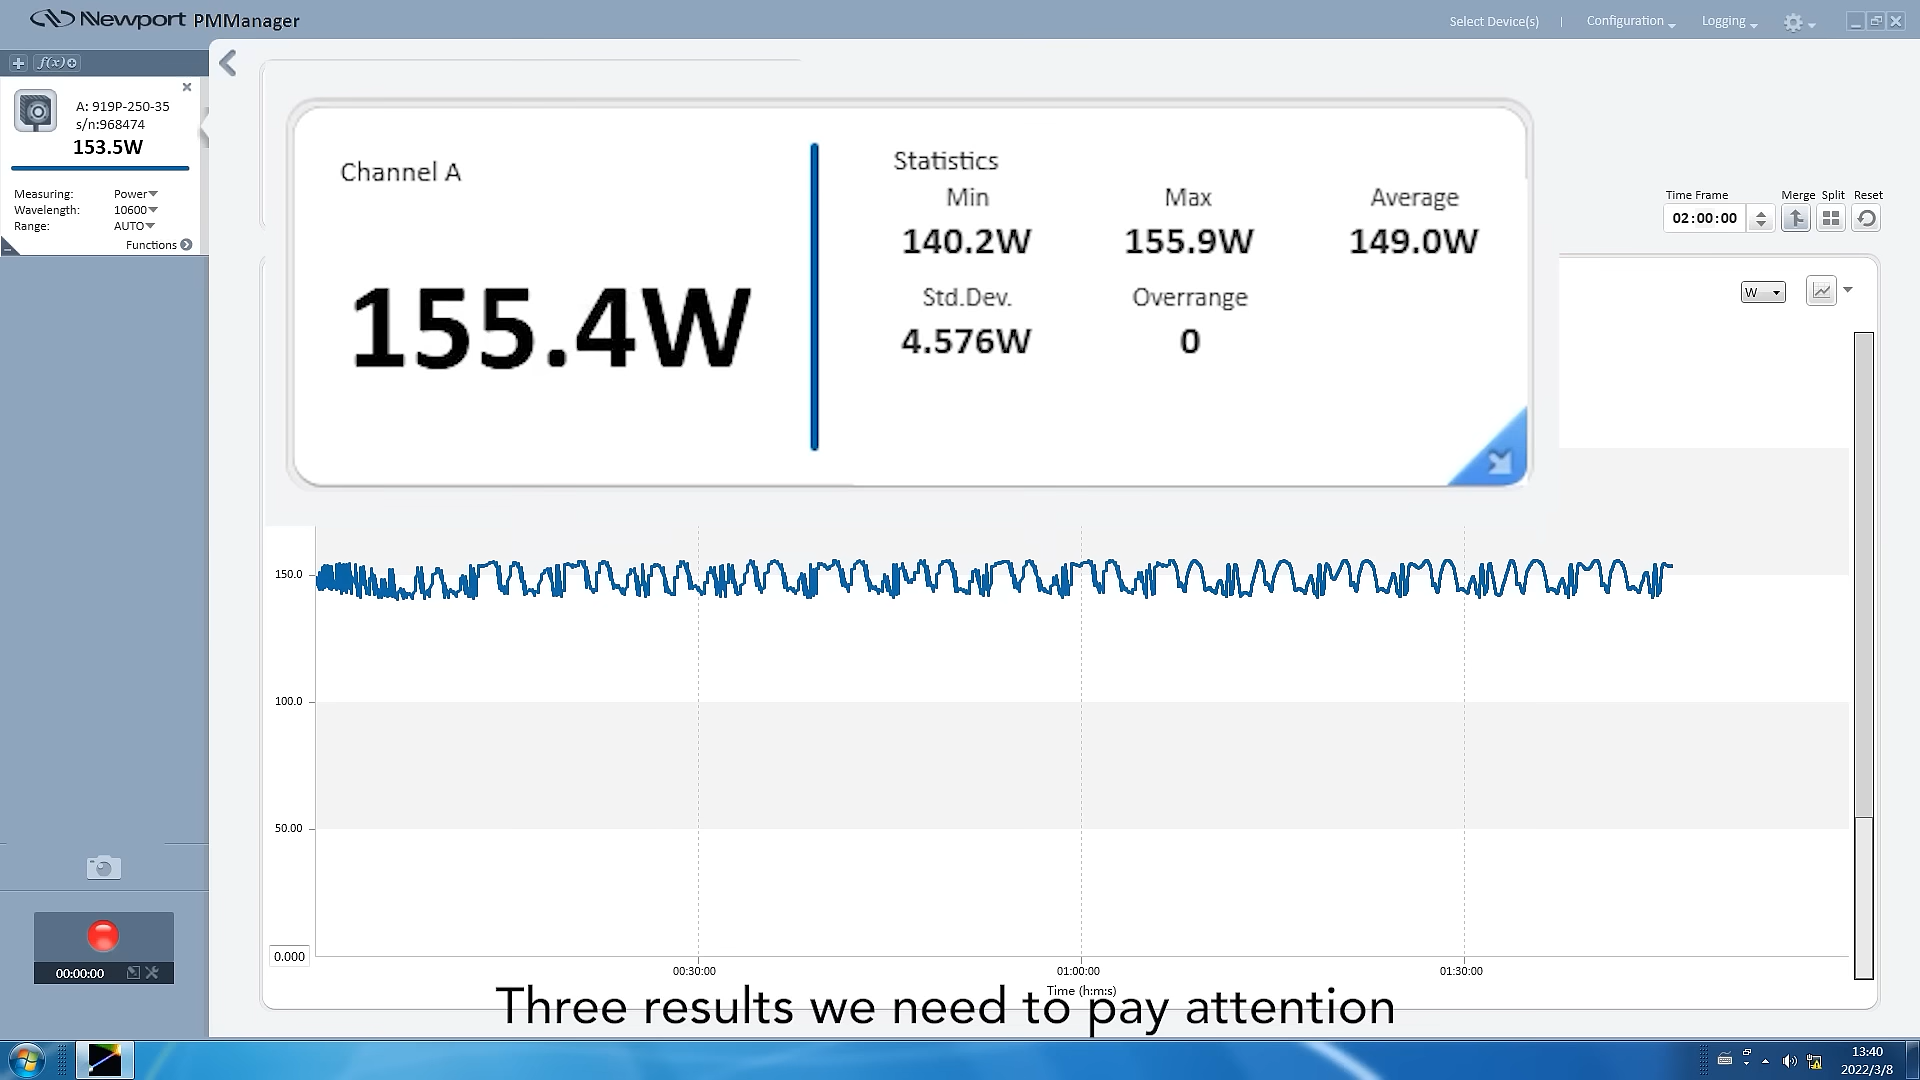 Newport PMManager
Select Device(s) | Configuration Logging
f(x)
A: 919P-250-35
s/n:968474
153.5W
Measuring: Power
Wavelength: 10600
Range: AUTO
Functions
Channel A
155.4W
Statistics
Min Max Average
140.2W 155.9W 149.0W
Std.Dev. Overrange
4.576W 0
Time Frame Merge Split Reset
02:00:00
W
150.0
100.0
50.00
0.000
00:30:00 01:00:00 01:30:00
Time (h:m:s)
00:00:00
Three results we need to pay attention
13:40
2022/3/8